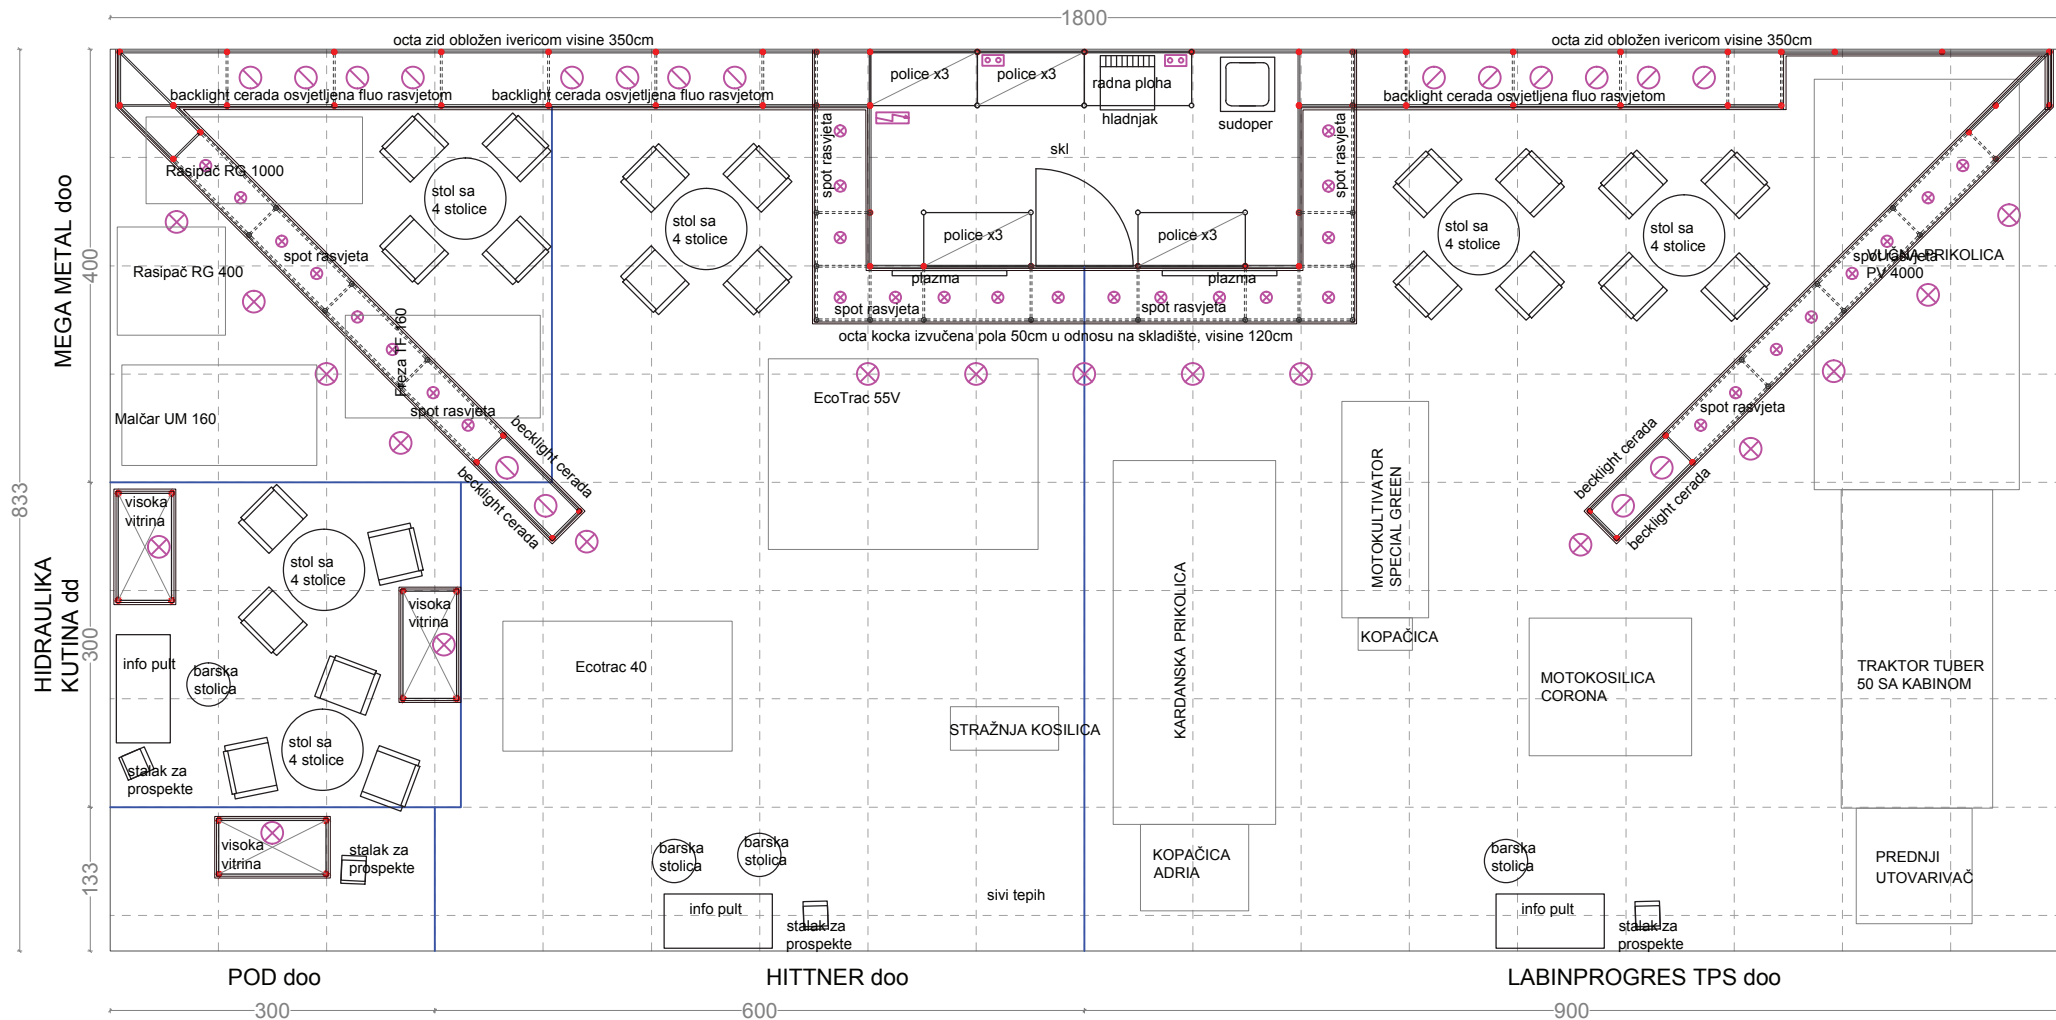 1800
octa zid obložen ivericom visine 350cm
octa zid obložen ivericom visine 350cm
police x3
police x3
radna ploha
hladnjak
sudoper
backlight cerada osvjetljena fluo rasvjetom
backlight cerada osvjetljena fluo rasvjetom
backlight cerada osvjetljena fluo rasvjetom
spot rasvjeta
spot rasvjeta
skl
MEGA METAL doo
400
Rasipač RG 1000
Rasipač RG 400
stol sa
4 stolice
stol sa
4 stolice
stol sa
4 stolice
stol sa
4 stolice
police x3
police x3
spot rasvjeta
plazma
plazma
spot rasvjeta
spot rasvjeta
spot rasvjeta
VUČNA PRIKOLICA
PV 4000
octa kocka izvučena pola 50cm u odnosu na skladište, visine 120cm
Freza TF 160
Malčar UM 160
spot rasvjeta
spot rasvjeta
EcoTrac 55V
becklight cerada
becklight cerada
becklight cerada
becklight cerada
833
HIDRAULIKA
KUTINA dd
300
visoka
vitrina
stol sa
4 stolice
visoka
vitrina
info pult
barska
stolica
stol sa
4 stolice
stalak za
prospekte
Ecotrac 40
STRAŽNJA KOSILICA
KARDANSKA PRIKOLICA
MOTOKULTIVATOR
SPECIAL GREEN
KOPAČICA
MOTOKOSILICA
CORONA
TRAKTOR TUBER
50 SA KABINOM
133
visoka
vitrina
stalak za
prospekte
barska
stolica
barska
stolica
info pult
stalak za
prospekte
sivi tepih
KOPAČICA
ADRIA
barska
stolica
info pult
stalak za
prospekte
PREDNJI
UTOVARIVAČ
POD doo
HITTNER doo
LABINPROGRES TPS doo
300
600
900